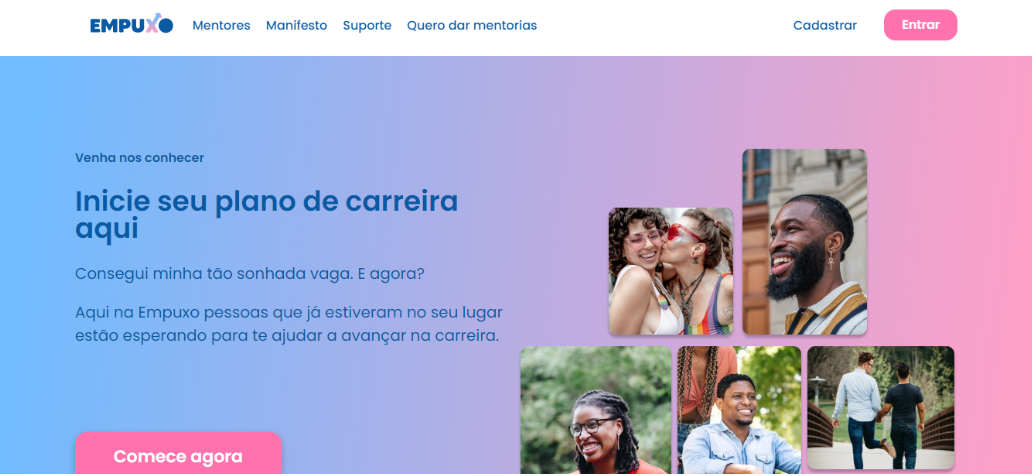 EMPUXO
Mentores
Manifesto
Suporte
Quero dar mentorias
Cadastrar
Entrar
Venha nos conhecer
Inicie seu plano de carreira
aqui
Consegui minha tão sonhada vaga. E agora?
Aqui na Empuxo pessoas que já estiveram no seu lugar
estão esperando para te ajudar a avançar na carreira.
Comece agora